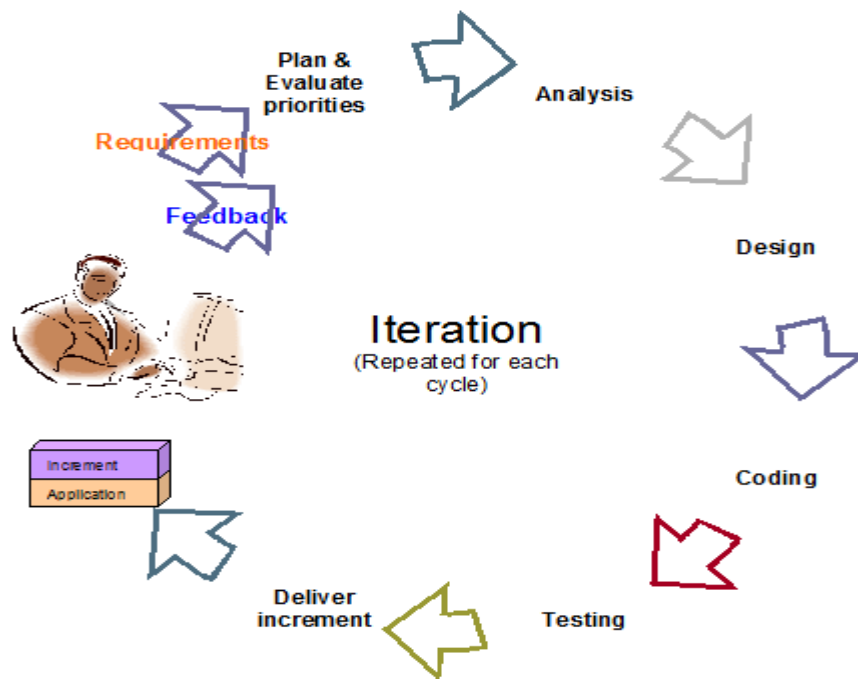 Plan &
Evaluate
priorities
Analysis
Requirements
Feedback
Design
Iteration
(Repeated for each
cycle)
Increment
Application
Coding
Deliver
increment
Testing